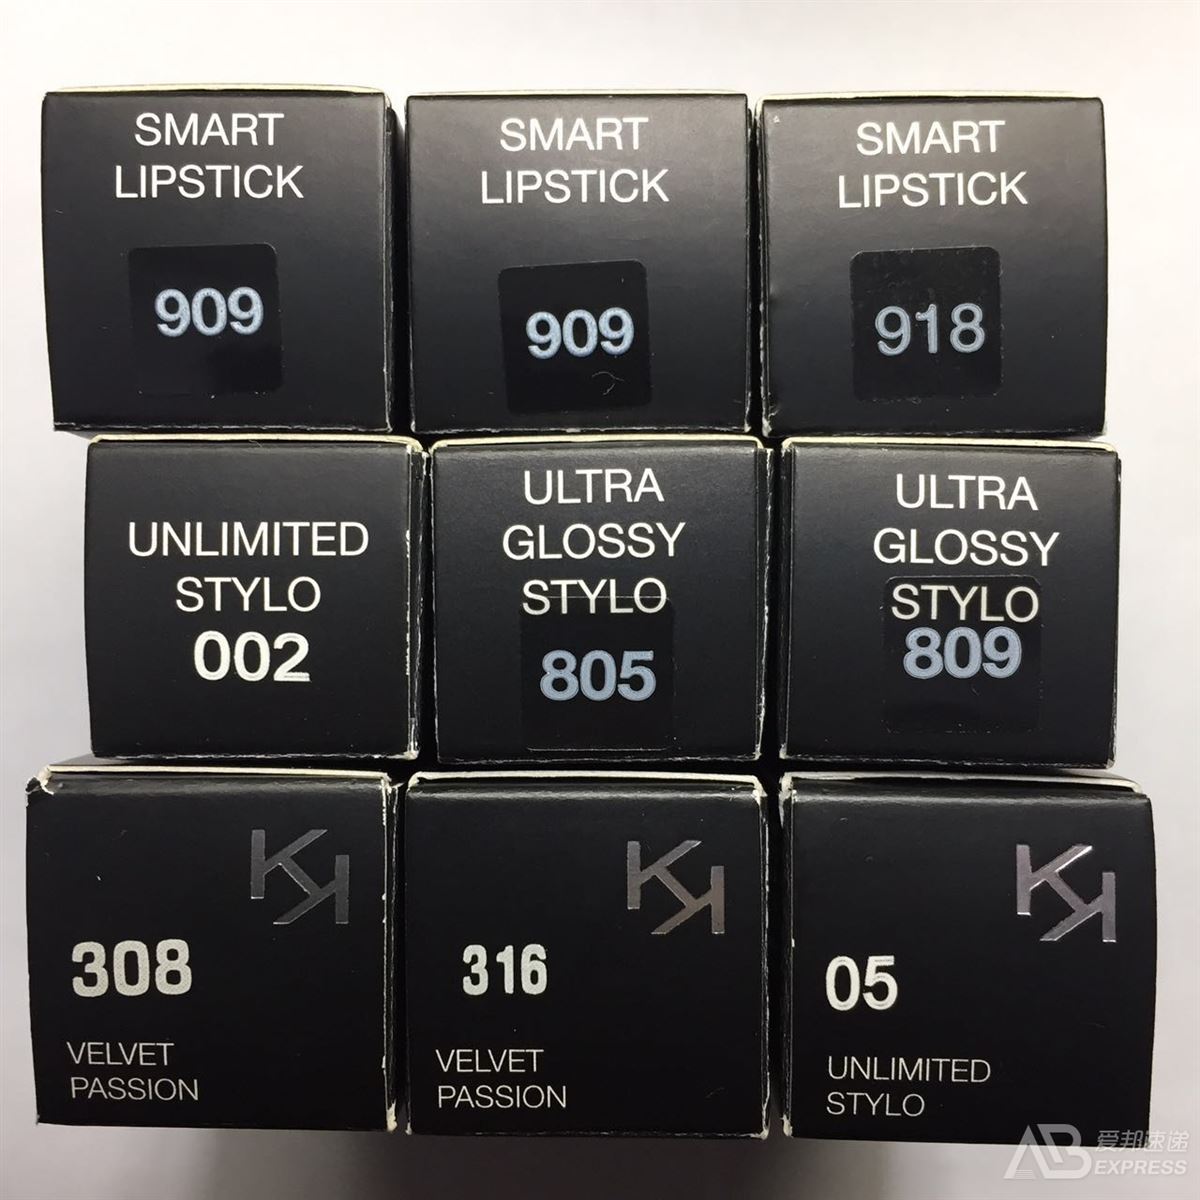 SMART
LIPSTICK
909
SMART
LIPSTICK
909
SMART
LIPSTICK
918
UNLIMITED
STYLO
002
ULTRA
GLOSSY
STYLO
805
ULTRA
GLOSSY
STYLO
809
KK
308
VELVET
PASSION
KK
316
VELVET
PASSION
KK
05
UNLIMITED
STYLO
AB 爱邦速递
EXPRESS